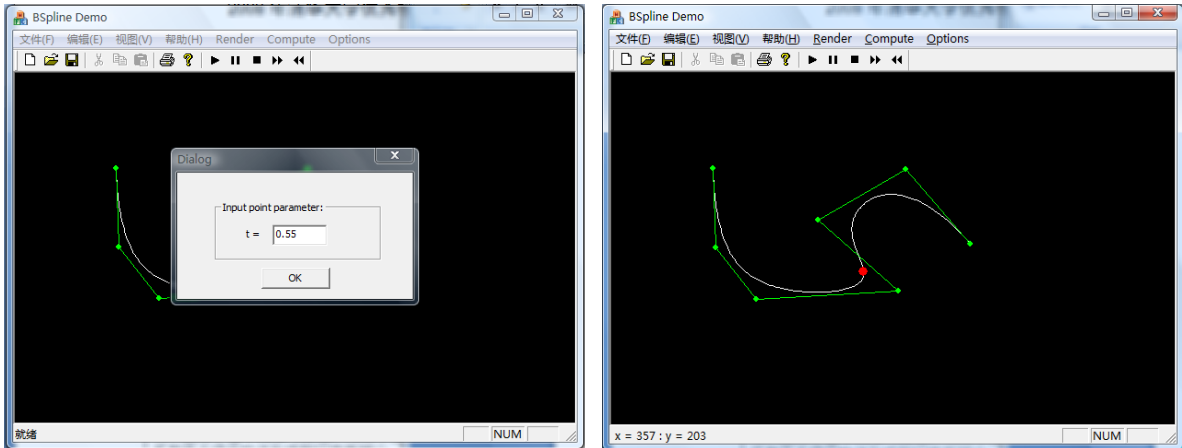 BSpline Demo
文件(F) 编辑(E) 视图(V) 帮助(H) Render Compute Options
Dialog
Input point parameter:
t = 0.55
OK
就绪 NUM
BSpline Demo
文件(F) 编辑(E) 视图(V) 帮助(H) Render Compute Options
x = 357 : y = 203 NUM